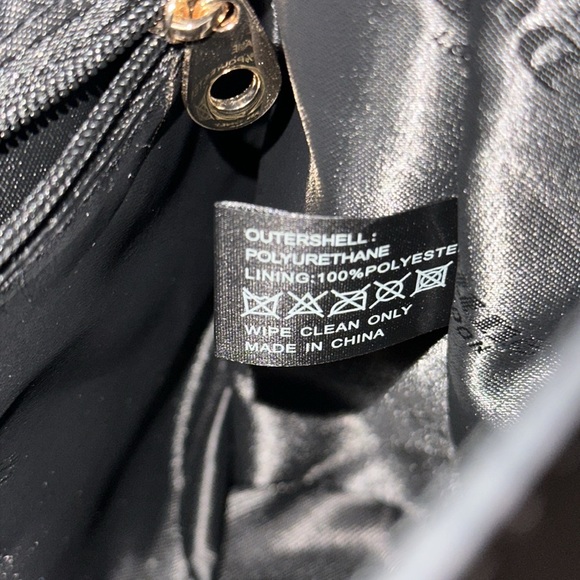 OUTERSHELL:
POLYURETHANE
LINING:100%POLYESTE
WIPE CLEAN ONLY
MADE IN CHINA